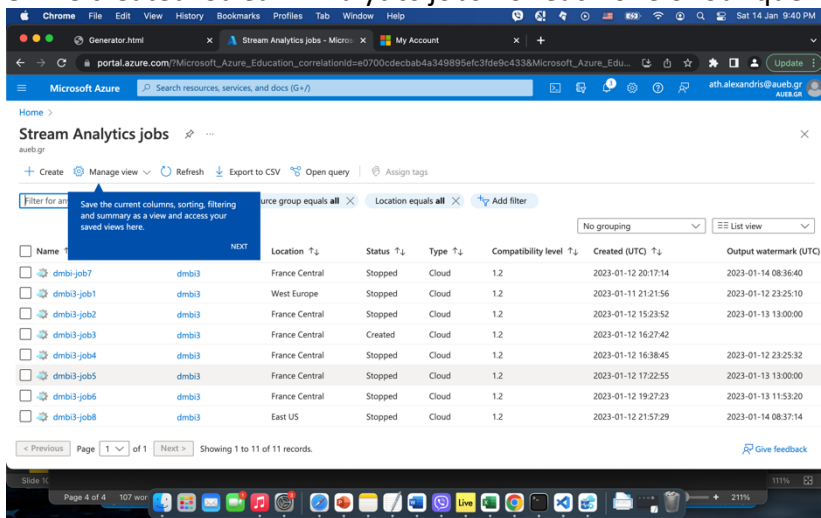 Chrome File Edit View History Bookmarks Profiles Tab Window Help Sat 14 Jan 9:40 PM
Generator.html Stream Analytics jobs - Micros My Account
portal.azure.com/?Microsoft_Azure_Education_correlationId=e0700cdecbab4a349895efc3fde9c433&Microsoft_Azure_Edu... Update
Microsoft Azure Search resources, services, and docs (G+/) ath.alexandris@aueb.gr
AUEB.GR
Home >
Stream Analytics jobs
aueb.gr
Create Manage view Refresh Export to CSV Open query Assign tags
Filter for an urce group equals all Location equals all Add filter
Save the current columns, sorting, filtering
and summary as a view and access your
saved views here.
NEXT
No grouping List view
Name Location Status Type Compatibility level Created (UTC) Output watermark (UTC)
dmbi-job7 dmbi3 France Central Stopped Cloud 1.2 2023-01-12 20:17:14 2023-01-14 08:36:40
dmbi3-job1 dmbi3 West Europe Stopped Cloud 1.2 2023-01-11 21:21:56 2023-01-12 23:25:10
dmbi3-job2 dmbi3 France Central Stopped Cloud 1.2 2023-01-12 15:23:52 2023-01-13 13:00:00
dmbi3-job3 dmbi3 France Central Created Cloud 1.2 2023-01-12 16:27:42
dmbi3-job4 dmbi3 France Central Stopped Cloud 1.2 2023-01-12 16:38:45 2023-01-12 23:25:32
dmbi3-job5 dmbi3 France Central Stopped Cloud 1.2 2023-01-12 17:22:55 2023-01-13 13:00:00
dmbi3-job6 dmbi3 France Central Stopped Cloud 1.2 2023-01-12 19:27:23 2023-01-13 11:53:20
dmbi3-job8 dmbi3 East US Stopped Cloud 1.2 2023-01-12 21:57:29 2023-01-14 08:37:14
< Previous Page 1 of 1 Next > Showing 1 to 11 of 11 records. Give feedback
111%
Page 4 of 4 107 wor 211%
Live